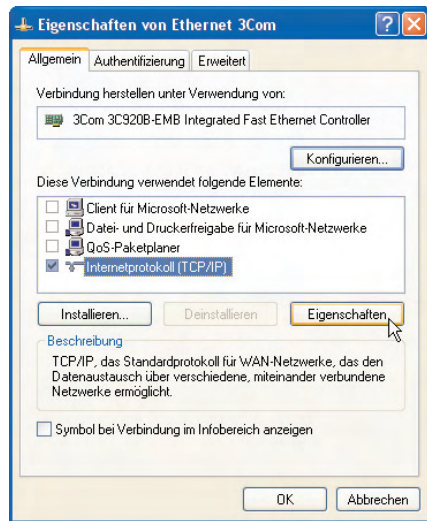 Eigenschaften von Ethernet 3Com
Allgemein Authentifizierung Erweitert
Verbindung herstellen unter Verwendung von:
3Com 3C920B-EMB Integrated Fast Ethernet Controller
Konfigurieren...
Diese Verbindung verwendet folgende Elemente:
Client für Microsoft-Netzwerke
Datei- und Druckerfreigabe für Microsoft-Netzwerke
QoS-Paketplaner
Internetprotokoll (TCP/IP)
Installieren... Deinstallieren Eigenschaften
Beschreibung
TCP/IP, das Standardprotokoll für WAN-Netzwerke, das den
Datenaustausch über verschiedene, miteinander verbundene
Netzwerke ermöglicht.
Symbol bei Verbindung im Infobereich anzeigen
OK Abbrechen